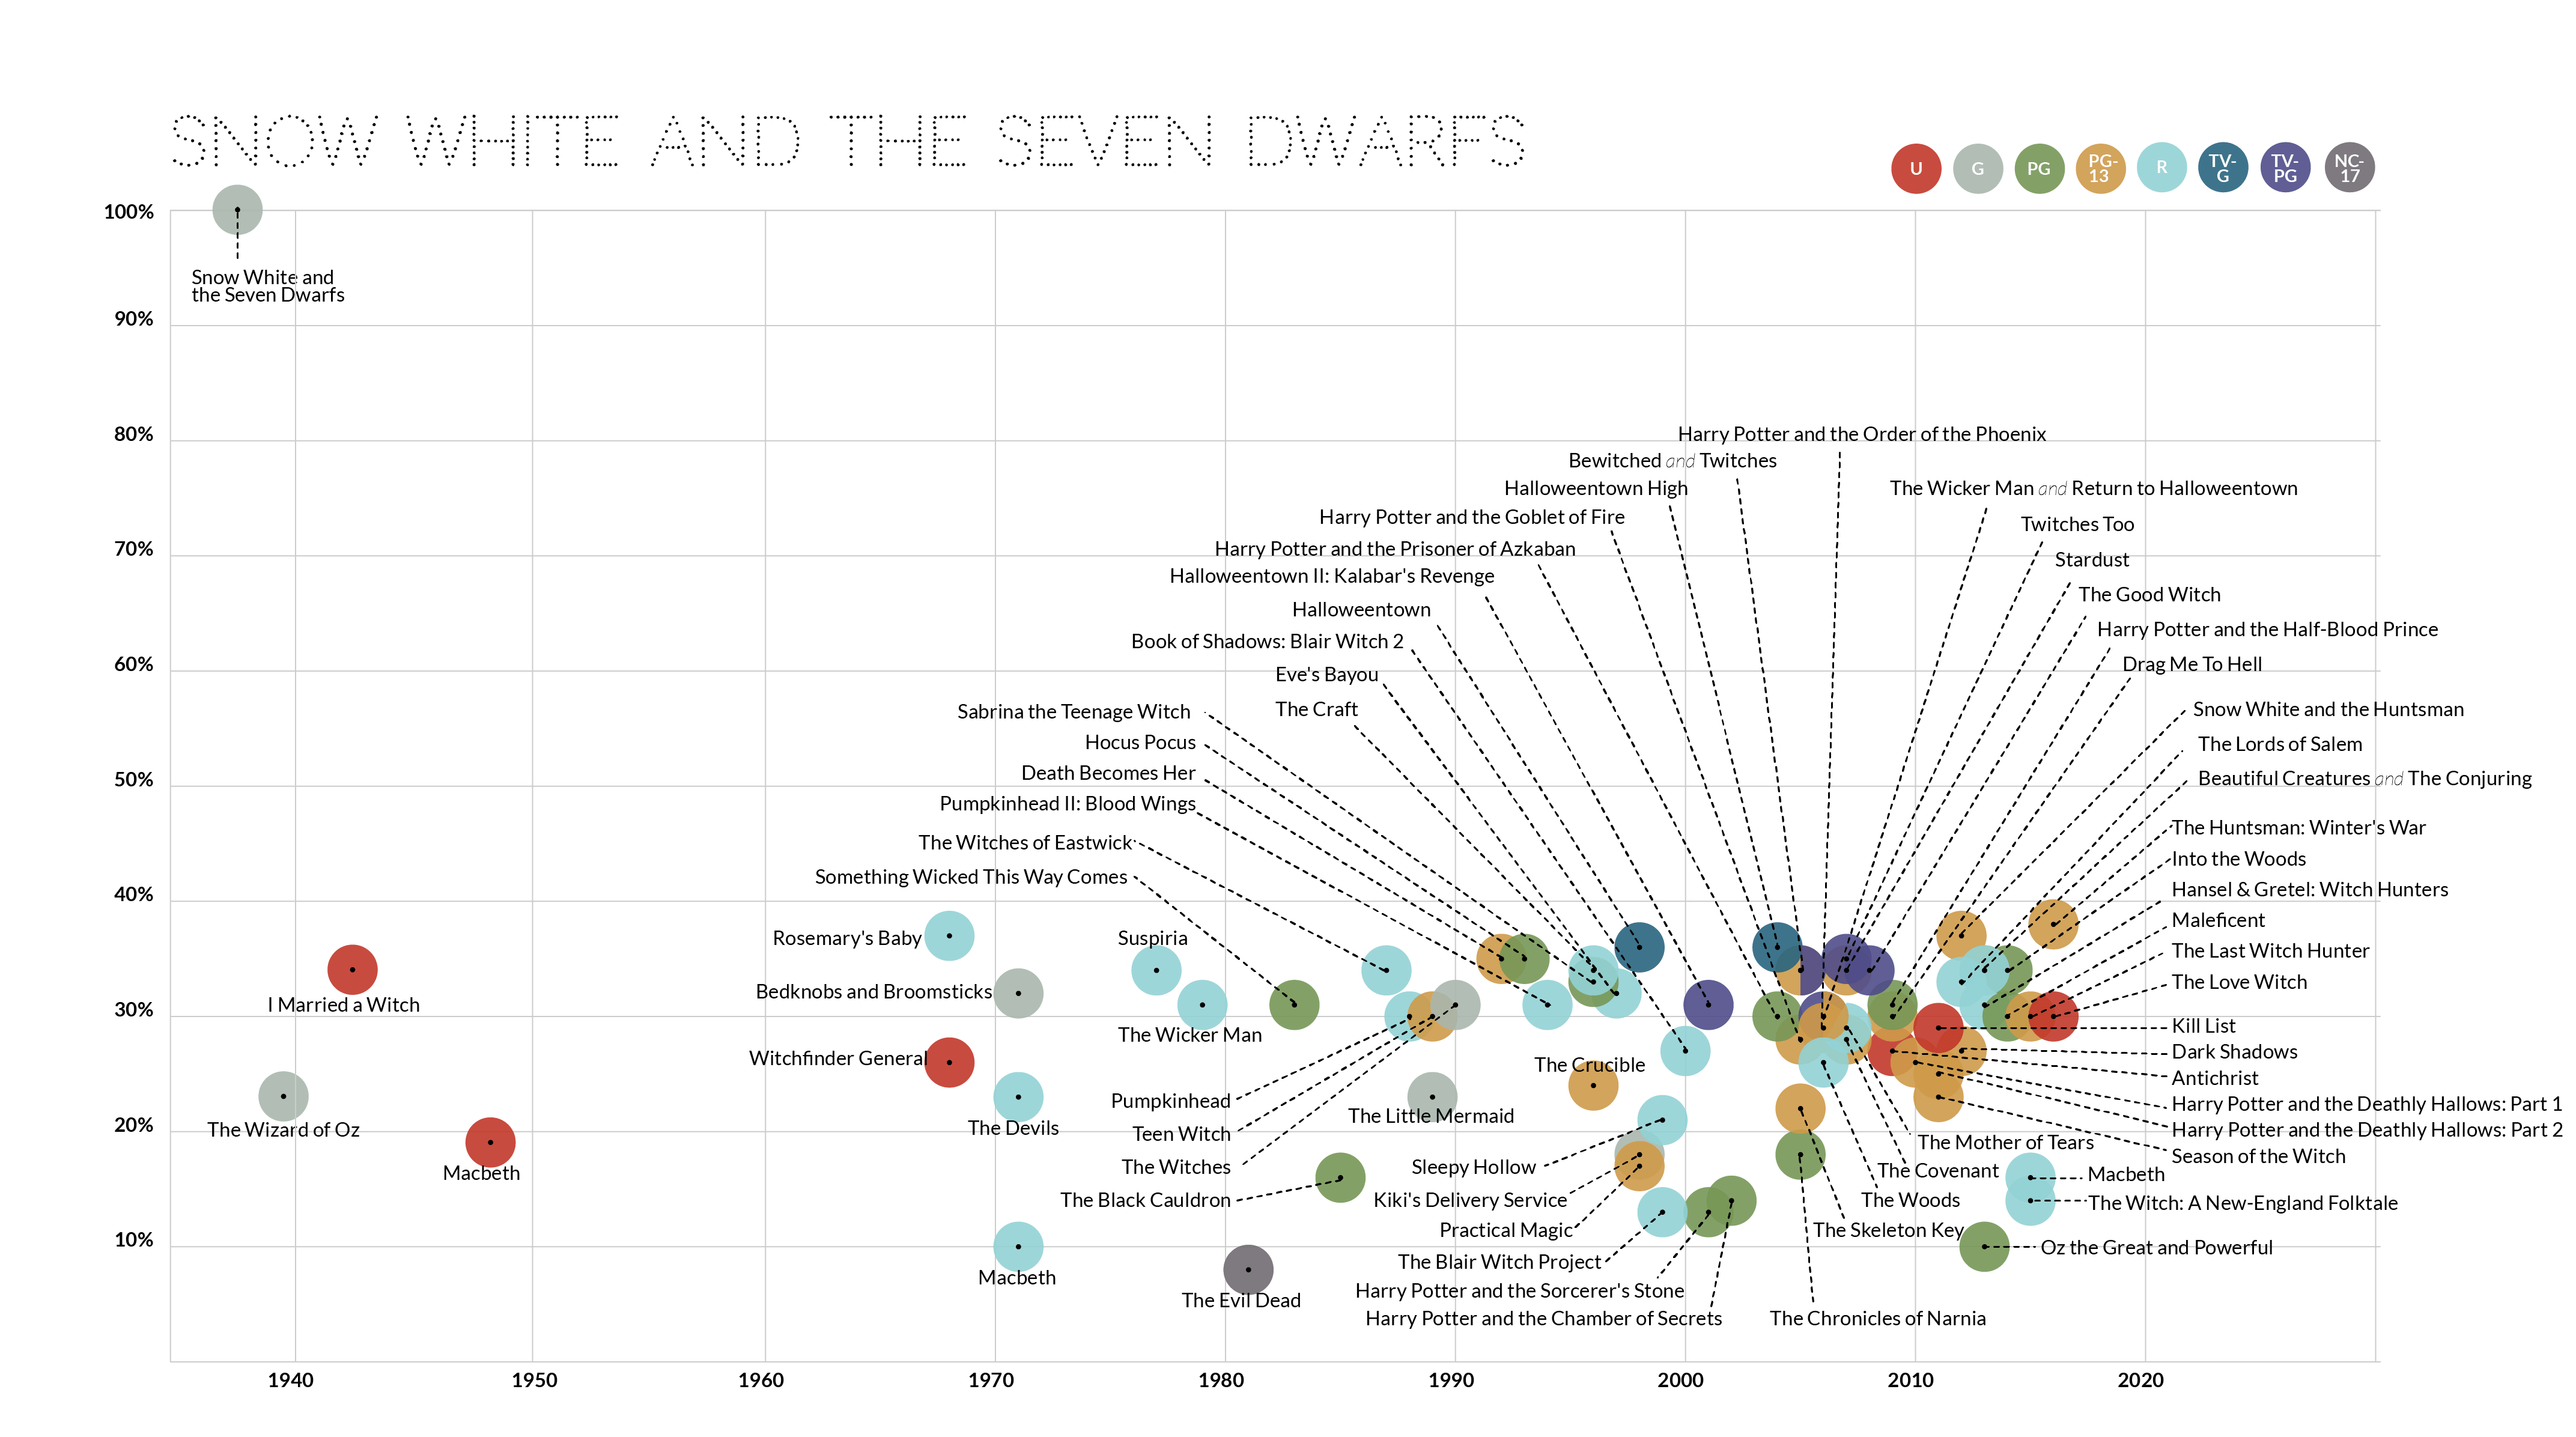 SNOW WHITE AND THE SEVEN DWARFS
U G PG PG-13 R TV-G TV-PG NC-17
100%
90%
80%
70%
60%
50%
40%
30%
20%
10%
Snow White and
the Seven Dwarfs
Harry Potter and the Order of the Phoenix
Bewitched and Twitches
Halloweentown High
The Wicker Man and Return to Halloweentown
Harry Potter and the Goblet of Fire
Twitches Too
Harry Potter and the Prisoner of Azkaban
Stardust
Halloweentown II: Kalabar's Revenge
The Good Witch
Halloweentown
Harry Potter and the Half-Blood Prince
Book of Shadows: Blair Witch 2
Drag Me To Hell
Eve's Bayou
The Craft
Snow White and the Huntsman
Sabrina the Teenage Witch
Hocus Pocus
The Lords of Salem
Death Becomes Her
Beautiful Creatures and The Conjuring
Pumpkinhead II: Blood Wings
The Huntsman: Winter's War
The Witches of Eastwick
Into the Woods
Something Wicked This Way Comes
Hansel & Gretel: Witch Hunters
Maleficent
Rosemary's Baby
Suspiria
The Last Witch Hunter
The Love Witch
Bedknobs and Broomsticks
I Married a Witch
The Wicker Man
Kill List
Dark Shadows
Witchfinder General
The Crucible
Antichrist
Pumpkinhead
Harry Potter and the Deathly Hallows: Part 1
The Little Mermaid
The Wizard of Oz
The Devils
Teen Witch
Harry Potter and the Deathly Hallows: Part 2
The Mother of Tears
Season of the Witch
Macbeth
The Witches
Sleepy Hollow
The Covenant
Macbeth
The Black Cauldron
Kiki's Delivery Service
The Woods
The Witch: A New-England Folktale
Practical Magic
The Skeleton Key
Oz the Great and Powerful
The Blair Witch Project
Macbeth
Harry Potter and the Sorcerer's Stone
The Evil Dead
Harry Potter and the Chamber of Secrets
The Chronicles of Narnia
1940 1950 1960 1970 1980 1990 2000 2010 2020